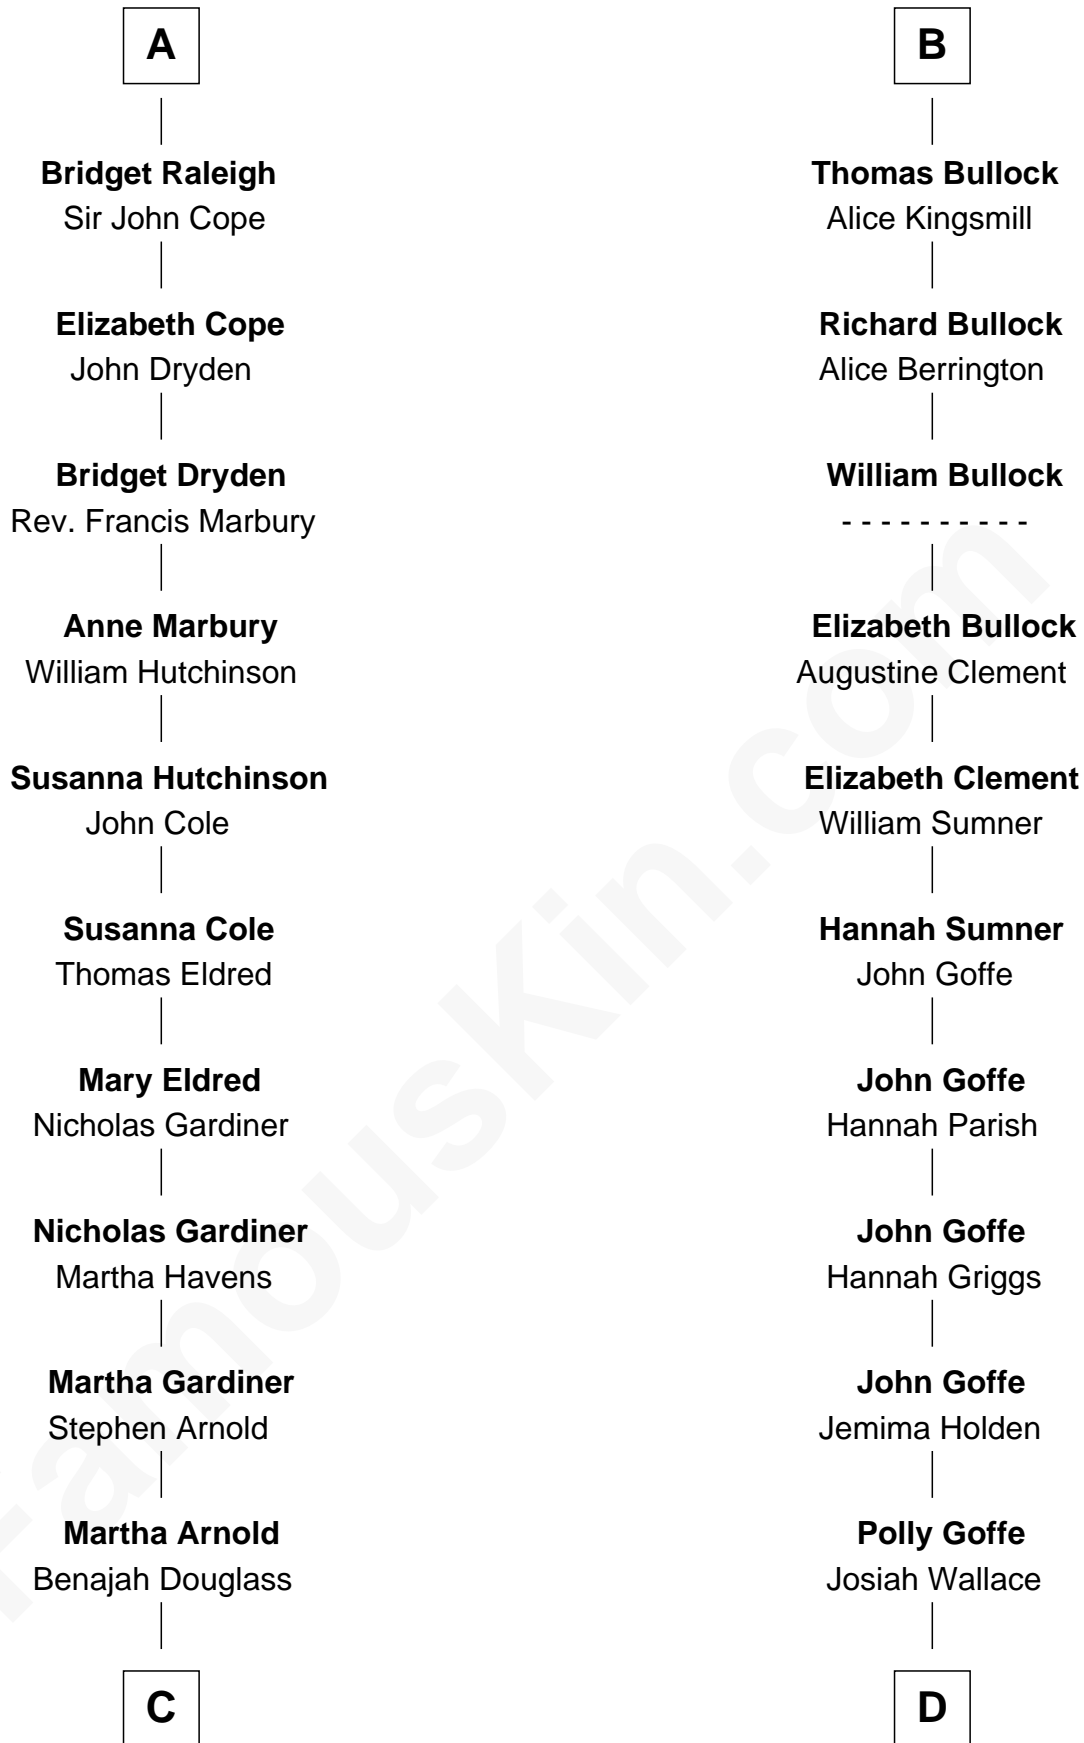 A
Bridget Raleigh
Sir John Cope
Elizabeth Cope
John Dryden
Bridget Dryden
Rev. Francis Marbury
Anne Marbury
William Hutchinson
Susanna Hutchinson
John Cole
Susanna Cole
Thomas Eldred
Mary Eldred
Nicholas Gardiner
Nicholas Gardiner
Martha Havens
Martha Gardiner
Stephen Arnold
Martha Arnold
Benajah Douglass
C
B
Thomas Bullock
Alice Kingsmill
Richard Bullock
Alice Berrington
William Bullock
- - - - - - - - - -
Elizabeth Bullock
Augustine Clement
Elizabeth Clement
William Sumner
Hannah Sumner
John Goffe
John Goffe
Hannah Parish
John Goffe
Hannah Griggs
John Goffe
Jemima Holden
Polly Goffe
Josiah Wallace
D
FamousKin.com